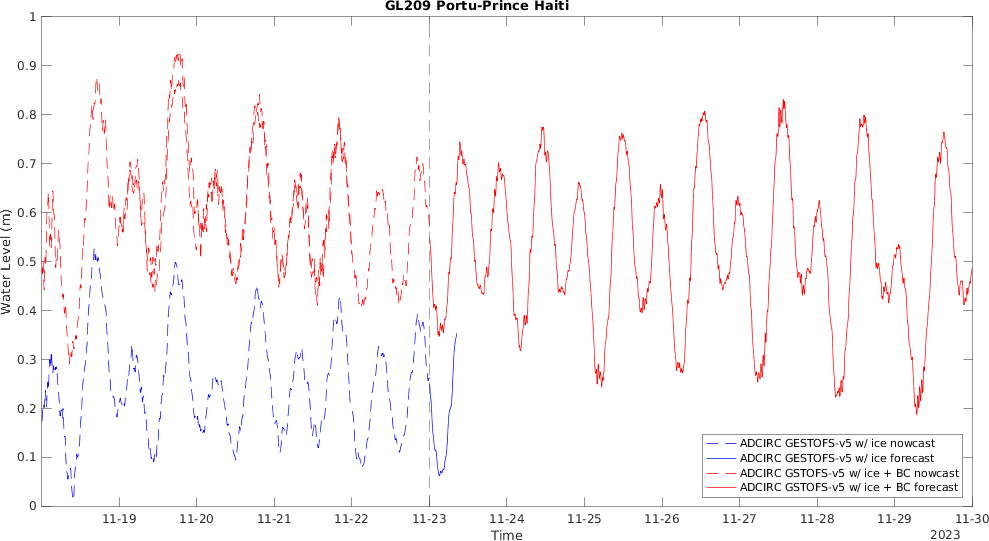 GL209 Portu-Prince Haiti
1
0.9
0.8
0.7
0.6
0.5
0.4
0.3
0.2
0.1
0
Water Level (m)
ADCIRC GESTOFS-v5 w/ ice nowcast
ADCIRC GESTOFS-v5 w/ ice forecast
ADCIRC GSTOFS-v5 w/ ice + BC nowcast
ADCIRC GSTOFS-v5 w/ ice + BC forecast
11-19 11-20 11-21 11-22 11-23 11-24 11-25 11-26 11-27 11-28 11-29 11-30
Time
2023